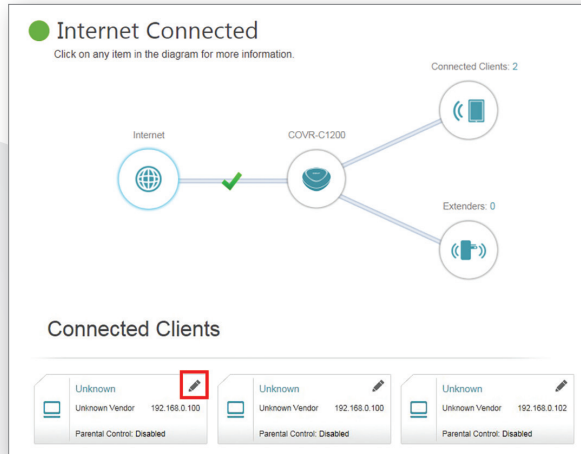 Internet Connected
Click on any item in the diagram for more information.
Connected Clients: 2
Internet
COVR-C1200
Extenders: 0
Connected Clients
Unknown
Unknown Vendor 192.168.0.100
Parental Control: Disabled
Unknown
Unknown Vendor 192.168.0.100
Parental Control: Disabled
Unknown
Unknown Vendor 192.168.0.102
Parental Control: Disabled